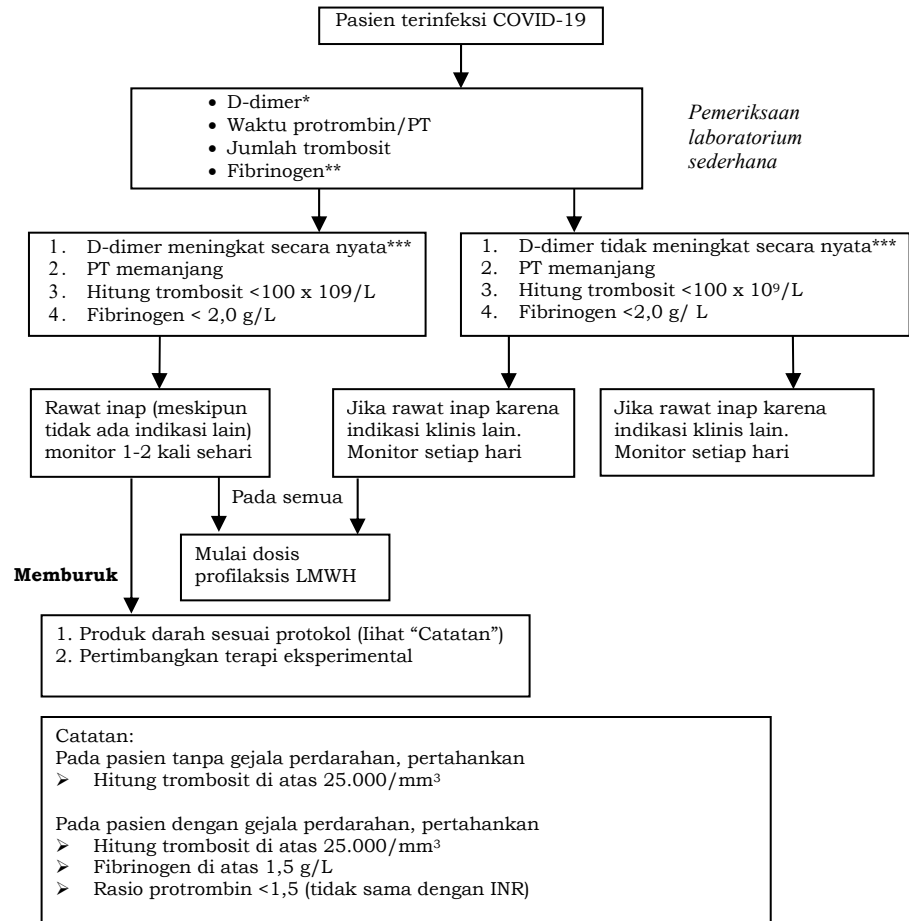 Pasien terinfeksi COVID-19
• D-dimer*
• Waktu protrombin/PT
• Jumlah trombosit
• Fibrinogen**
Pemeriksaan
laboratorium
sederhana
1. D-dimer meningkat secara nyata***
2. PT memanjang
3. Hitung trombosit <100 x 109/L
4. Fibrinogen < 2,0 g/L
1. D-dimer tidak meningkat secara nyata***
2. PT memanjang
3. Hitung trombosit <100 x 10⁹/L
4. Fibrinogen <2,0 g/ L
Rawat inap (meskipun
tidak ada indikasi lain)
monitor 1-2 kali sehari
Jika rawat inap karena
indikasi klinis lain.
Monitor setiap hari
Jika rawat inap karena
indikasi klinis lain.
Monitor setiap hari
Pada semua
Mulai dosis
profilaksis LMWH
Memburuk
1. Produk darah sesuai protokol (Iihat “Catatan”)
2. Pertimbangkan terapi eksperimental
Catatan:
Pada pasien tanpa gejala perdarahan, pertahankan
➢ Hitung trombosit di atas 25.000/mm³
Pada pasien dengan gejala perdarahan, pertahankan
➢ Hitung trombosit di atas 25.000/mm³
➢ Fibrinogen di atas 1,5 g/L
➢ Rasio protrombin <1,5 (tidak sama dengan INR)